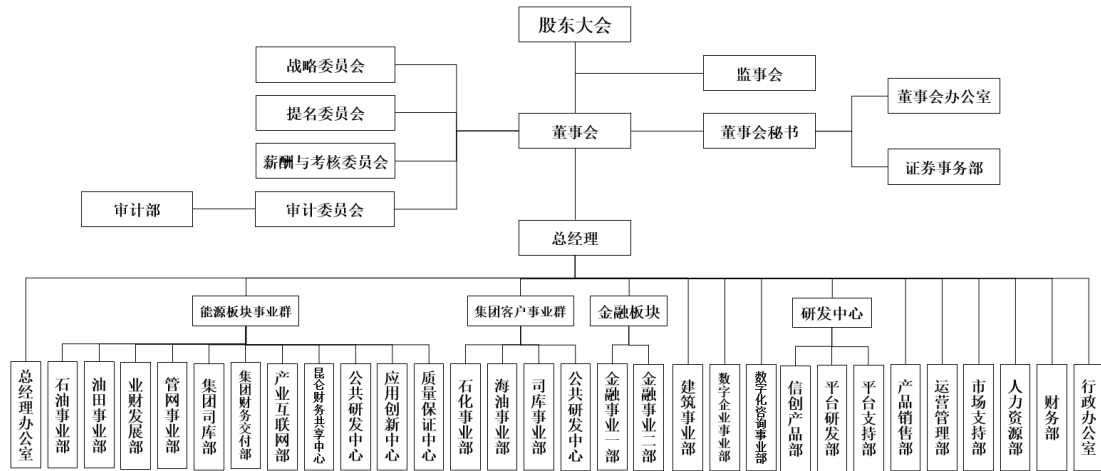 股东大会
战略委员会
监事会
董事会办公室
提名委员会
董事会
董事会秘书
薪酬与考核委员会
证券事务部
审计部
审计委员会
总经理
能源板块事业群
集团客户事业群
金融板块
研发中心
总经理办公室
石油事业部
油田事业部
业财发展部
管网事业部
集团司库部
集团财务交付部
产业互联网部
昆仑财务共享中心
公共研发中心
应用创新中心
质量保证中心
石化事业部
海油事业部
司库事业部
公共研发中心
金融事业一部
金融事业二部
建筑事业部
数字企业事业部
数字化咨询事业部
信创产品部
平台研发部
平台支持部
产品销售部
运营管理部
市场支持部
人力资源部
财务部
行政办公室